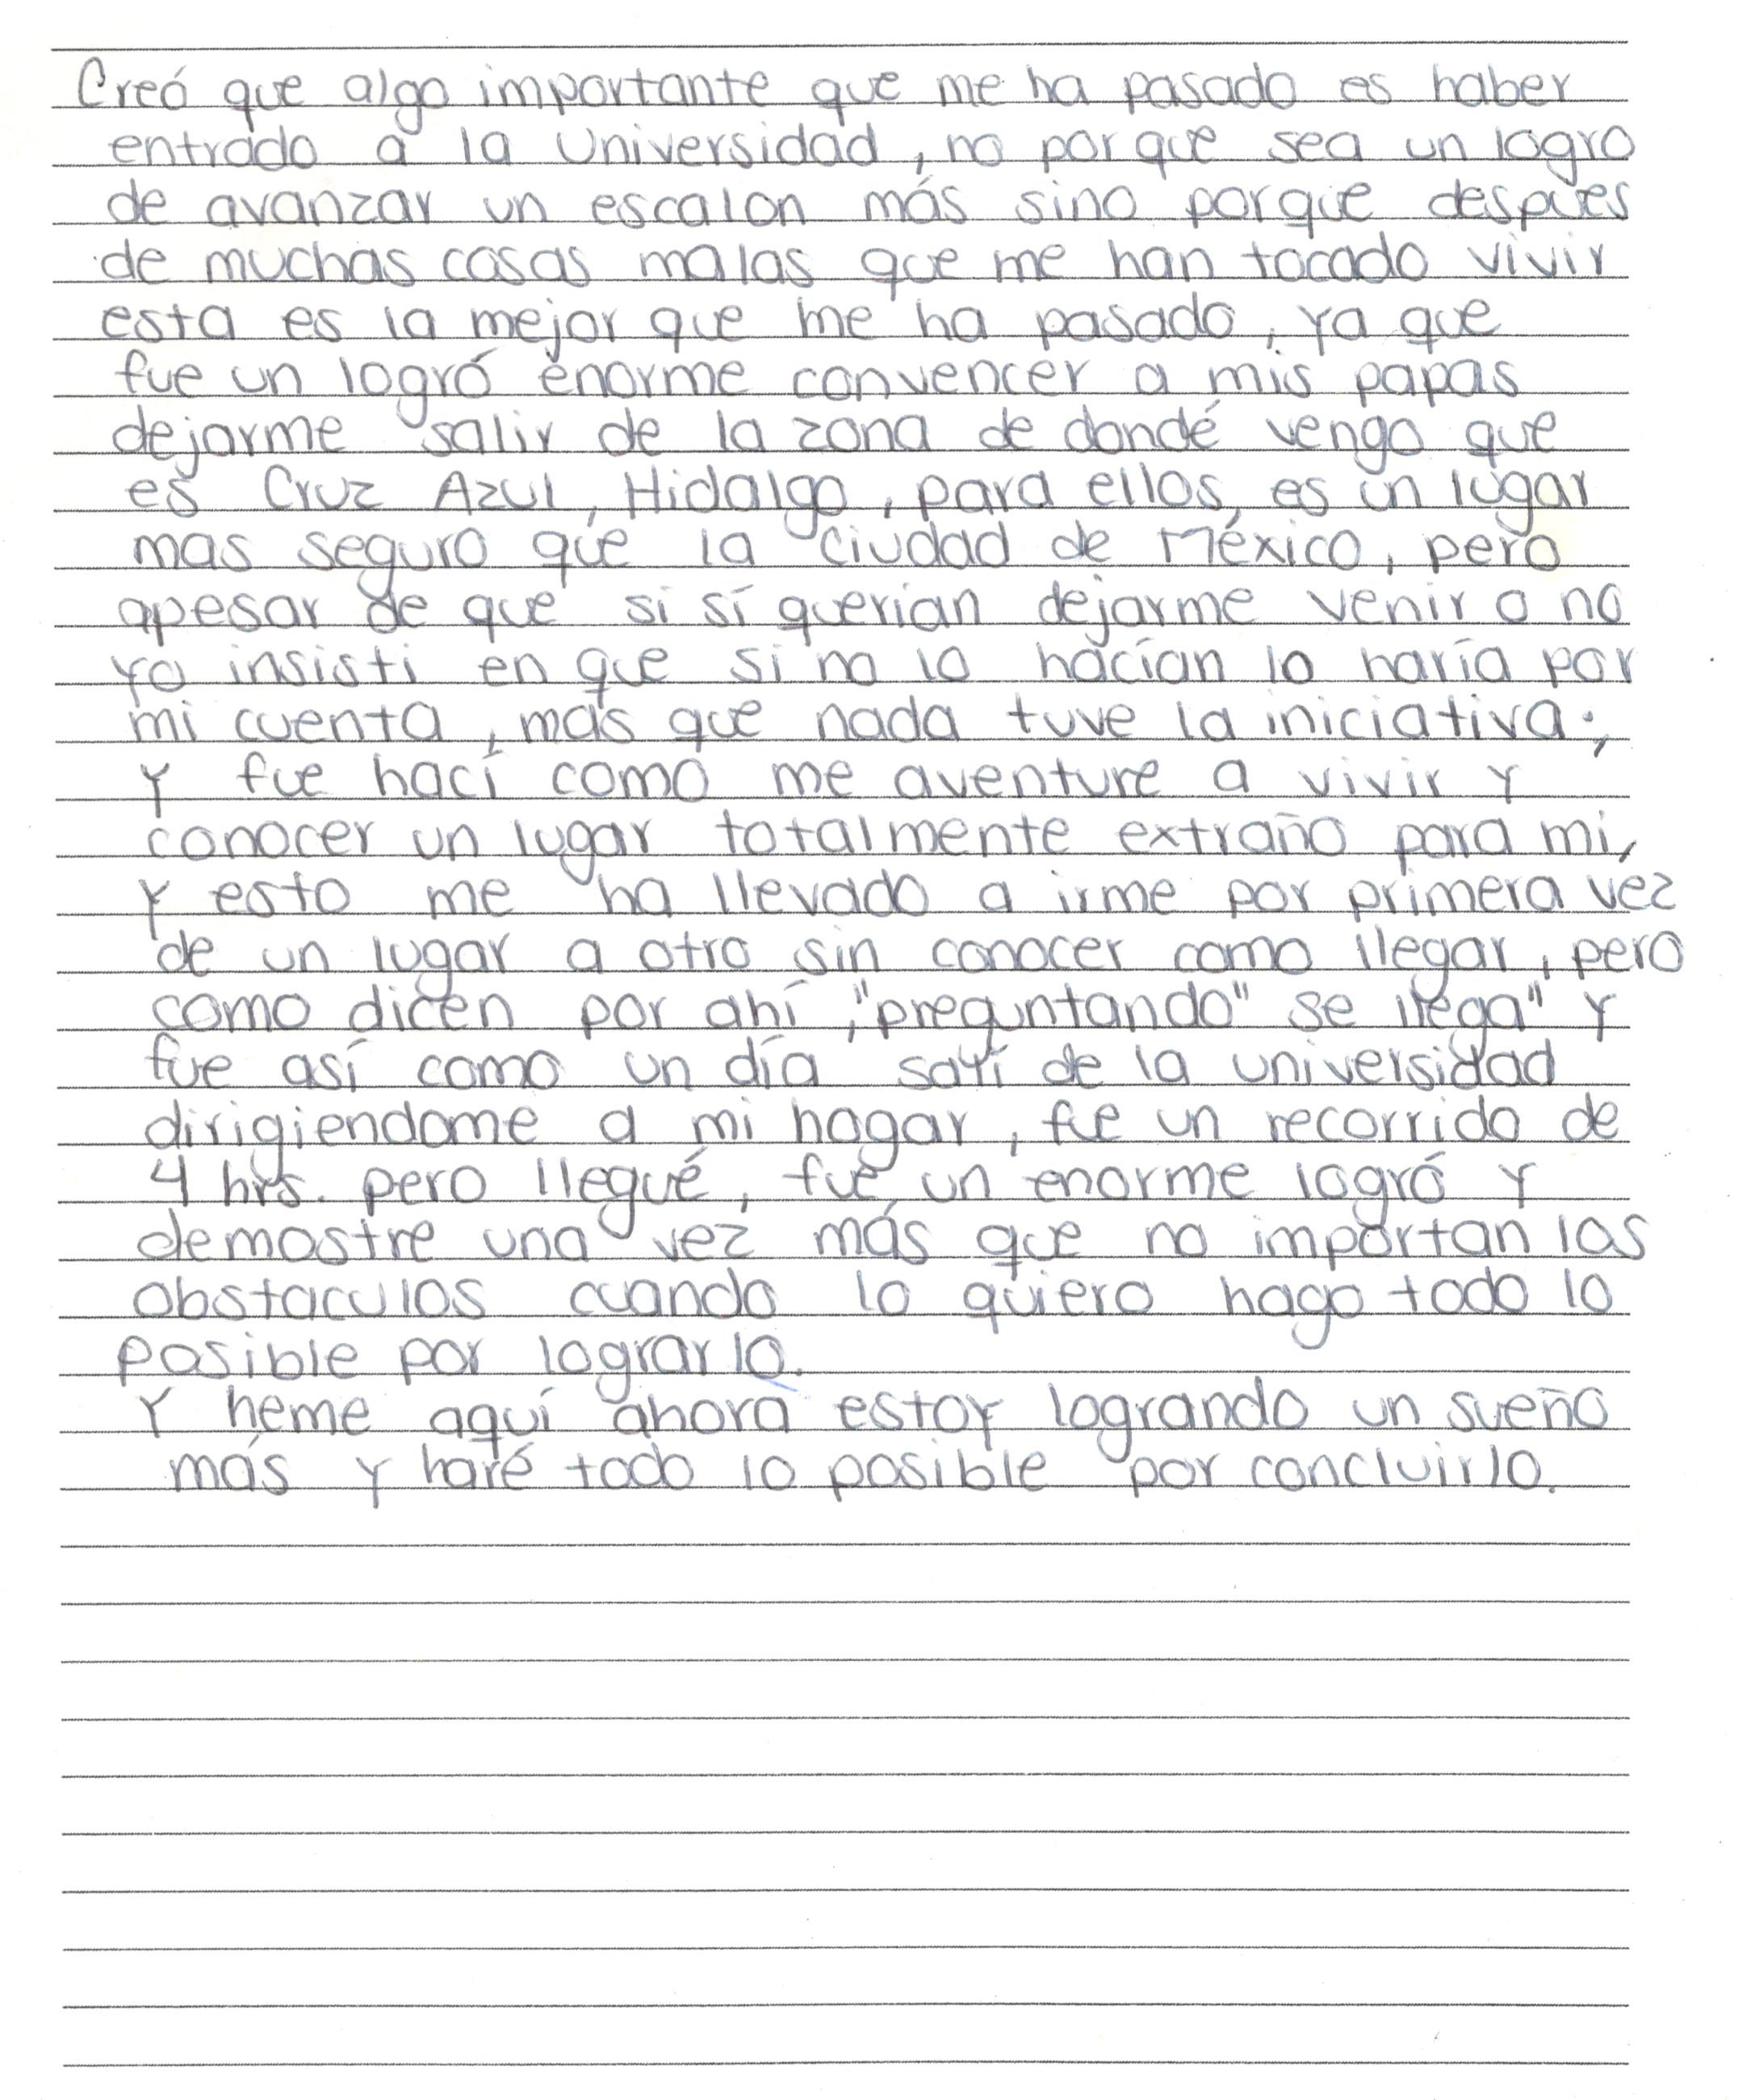 Creó que algo importante que me ha pasado es haber
entrado a la Universidad, no por que sea un logro
de avanzar un escalon más sino porque despues
de muchas cosas malas que me han tocado vivir
esta es la mejor que me ha pasado, ya que
fue un logró enorme convencer a mis papas
dejarme salir de la zona de dondé vengo que
es Cruz Azul, Hidalgo, para ellos es un lugar
mas seguro que la Ciudad de México, pero
apesar de que si sí querian dejarme venir o no
yo insisti en que si no lo hacían lo haría por
mi cuenta, mas que nada tuve la iniciativa;
Y fue hací como me aventure a vivir y
conocer un lugar totalmente extraño para mi,
y esto me ha llevado a irme por primera vez
de un lugar a otro sin conocer como llegar, pero
como dicen por ahí, "preguntando" se llega" y
fue así como un día salí de la universidad
dirigiendome a mi hogar, fue un recorrido de
4 hrs. pero llegué, fue un enorme logró y
demostre una vez más que no importan los
obstaculos cuando lo quiero hago todo lo
posible por lograrlo.
Y heme aquí ahora estoy logrando un sueño
más y haré todo lo posible por concluirlo.